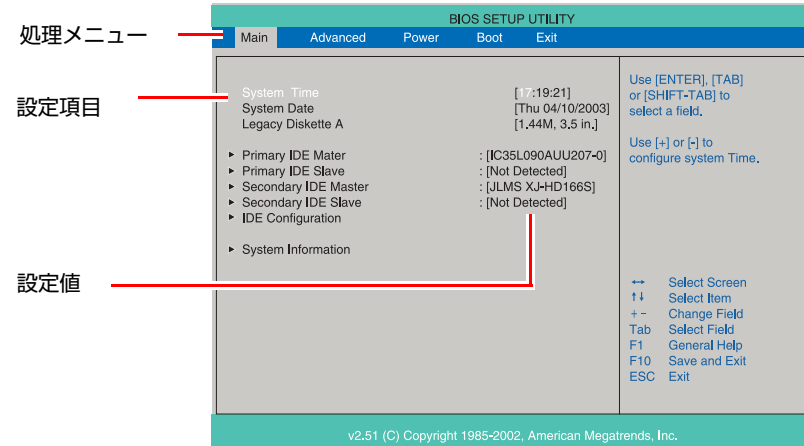 BIOS SETUP UTILITY
処理メニュー
Main Advanced Power Boot Exit
設定項目
System Time [17:19:21]
System Date [Thu 04/10/2003]
Legacy Diskette A [1.44M, 3.5 in.]
▸ Primary IDE Mater : [IC35L090AUU207-0]
▸ Primary IDE Slave : [Not Detected]
▸ Secondary IDE Master : [JLMS XJ-HD166S]
▸ Secondary IDE Slave : [Not Detected]
▸ IDE Configuration
▸ System Information
設定値
Use [ENTER], [TAB]
or [SHIFT-TAB] to
select a field.
Use [+] or [-] to
configure system Time.
↔ Select Screen
↑↓ Select Item
+- Change Field
Tab Select Field
F1 General Help
F10 Save and Exit
ESC Exit
v2.51 (C) Copyright 1985-2002, American Megatrends, Inc.